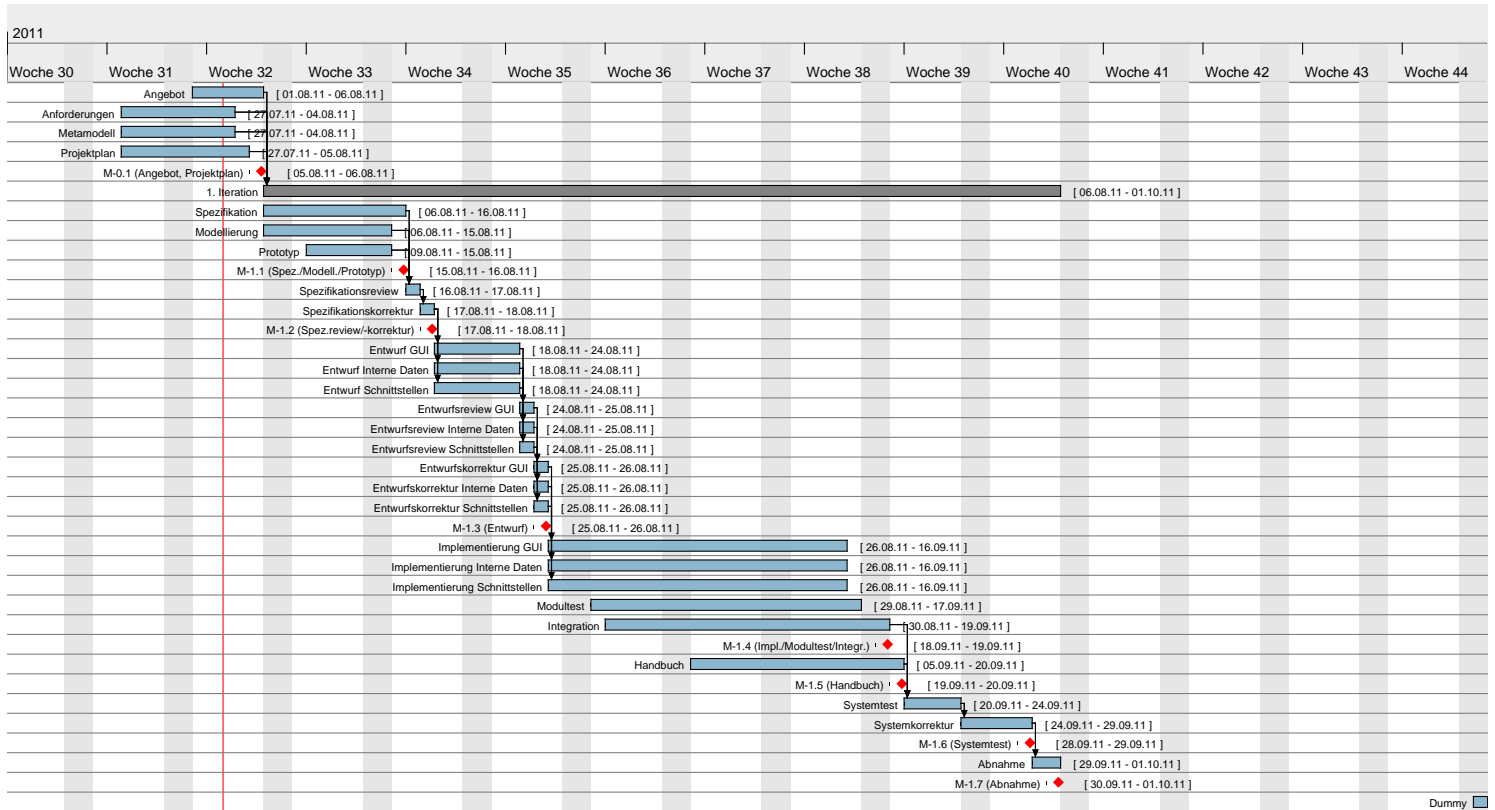 2011
Woche 30 Woche 31 Woche 32 Woche 33 Woche 34 Woche 35 Woche 36 Woche 37 Woche 38 Woche 39 Woche 40 Woche 41 Woche 42 Woche 43 Woche 44
Angebot [ 01.08.11 - 06.08.11 ]
Anforderungen [ 27.07.11 - 04.08.11 ]
Metamodell [ 27.07.11 - 04.08.11 ]
Projektplan [ 27.07.11 - 05.08.11 ]
M-0.1 (Angebot, Projektplan) [ 05.08.11 - 06.08.11 ]
1. Iteration [ 06.08.11 - 01.10.11 ]
Spezifikation [ 06.08.11 - 16.08.11 ]
Modellierung [ 06.08.11 - 15.08.11 ]
Prototyp [ 09.08.11 - 15.08.11 ]
M-1.1 (Spez./Modell./Prototyp) [ 15.08.11 - 16.08.11 ]
Spezifikationsreview [ 16.08.11 - 17.08.11 ]
Spezifikationskorrektur [ 17.08.11 - 18.08.11 ]
M-1.2 (Spez.review/-korrektur) [ 17.08.11 - 18.08.11 ]
Entwurf GUI [ 18.08.11 - 24.08.11 ]
Entwurf Interne Daten [ 18.08.11 - 24.08.11 ]
Entwurf Schnittstellen [ 18.08.11 - 24.08.11 ]
Entwurfsreview GUI [ 24.08.11 - 25.08.11 ]
Entwurfsreview Interne Daten [ 24.08.11 - 25.08.11 ]
Entwurfsreview Schnittstellen [ 24.08.11 - 25.08.11 ]
Entwurfskorrektur GUI [ 25.08.11 - 26.08.11 ]
Entwurfskorrektur Interne Daten [ 25.08.11 - 26.08.11 ]
Entwurfskorrektur Schnittstellen [ 25.08.11 - 26.08.11 ]
M-1.3 (Entwurf) [ 25.08.11 - 26.08.11 ]
Implementierung GUI [ 26.08.11 - 16.09.11 ]
Implementierung Interne Daten [ 26.08.11 - 16.09.11 ]
Implementierung Schnittstellen [ 26.08.11 - 16.09.11 ]
Modultest [ 29.08.11 - 17.09.11 ]
Integration [ 30.08.11 - 19.09.11 ]
M-1.4 (Impl./Modultest/Integr.) [ 18.09.11 - 19.09.11 ]
Handbuch [ 05.09.11 - 20.09.11 ]
M-1.5 (Handbuch) [ 19.09.11 - 20.09.11 ]
Systemtest [ 20.09.11 - 24.09.11 ]
Systemkorrektur [ 24.09.11 - 29.09.11 ]
M-1.6 (Systemtest) [ 28.09.11 - 29.09.11 ]
Abnahme [ 29.09.11 - 01.10.11 ]
M-1.7 (Abnahme) [ 30.09.11 - 01.10.11 ]
Dummy